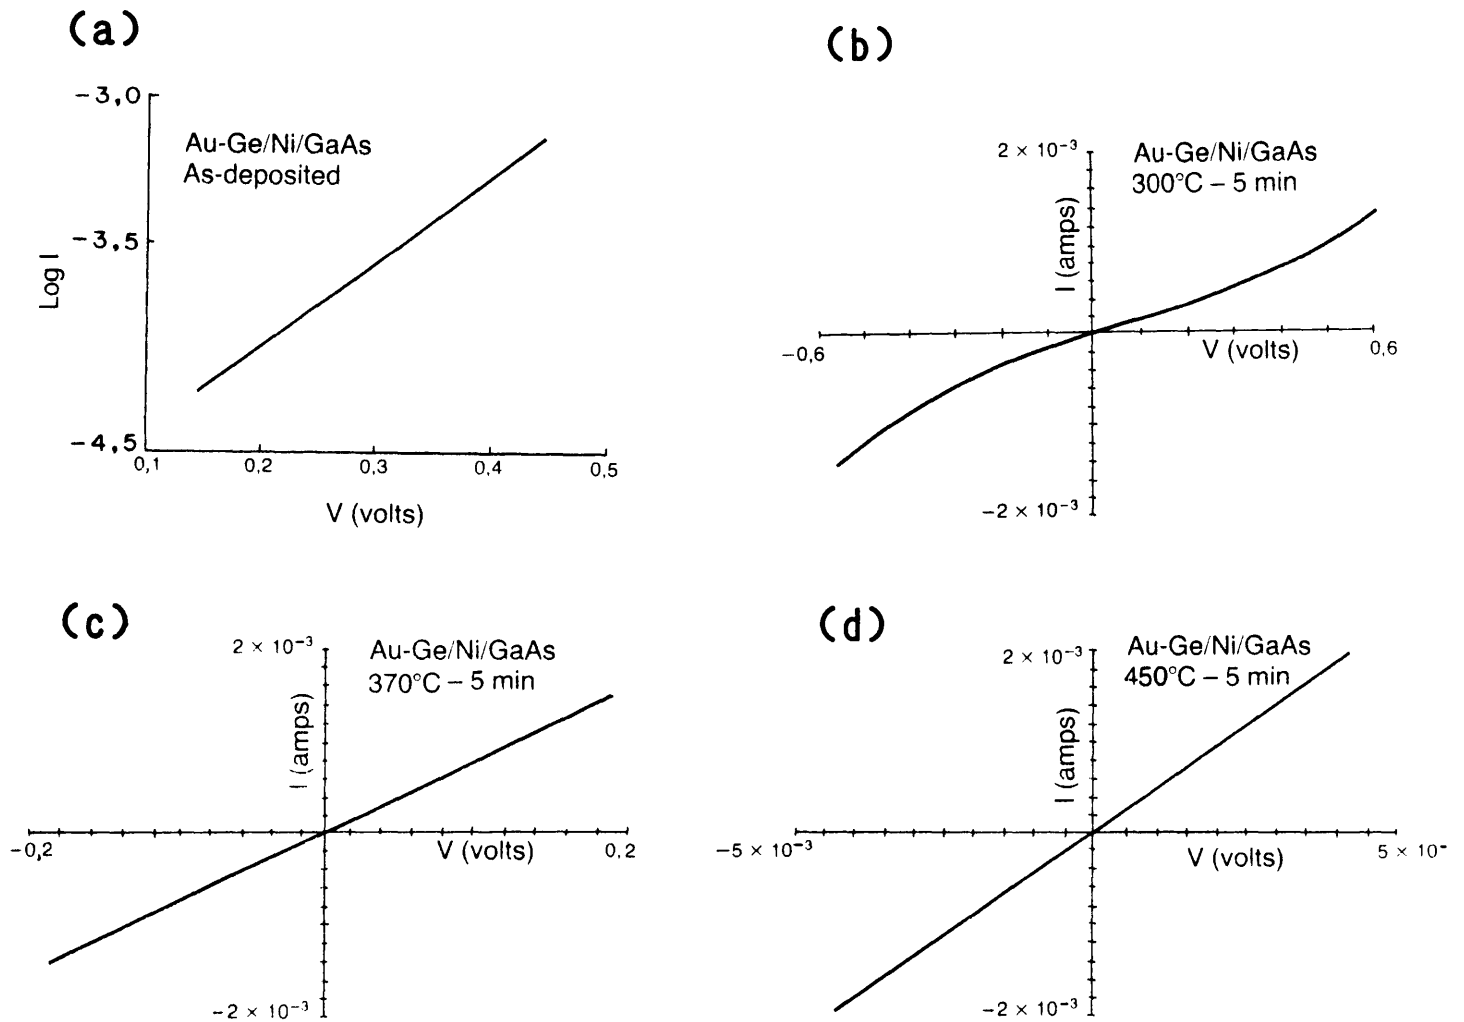 (a)
-3,0
Au-Ge/Ni/GaAs
As-deposited
-3,5
Log I
-4,5
0,1 0,2 0,3 0,4 0,5
V (volts)
(b)
2 × 10⁻³
Au-Ge/Ni/GaAs
300°C – 5 min
I (amps)
-0,6
V (volts)
0,6
-2 × 10⁻³
(c)
2 × 10⁻³
Au-Ge/Ni/GaAs
370°C – 5 min
I (amps)
-0,2
V (volts)
0,2
-2 × 10⁻³
(d)
2 × 10⁻³
Au-Ge/Ni/GaAs
450°C – 5 min
I (amps)
-5 × 10⁻³
V (volts)
5 × 10⁻
-2 × 10⁻³